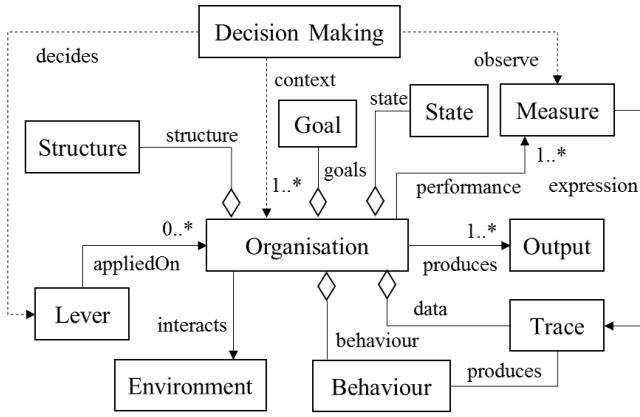 Decision Making
decides
observe
context
Goal
state
State
Measure
Structure
structure
goals
1..*
1..*
performance
expression
0..*
Organisation
1..*
Output
appliedOn
produces
Lever
interacts
data
Trace
behaviour
produces
Environment
Behaviour